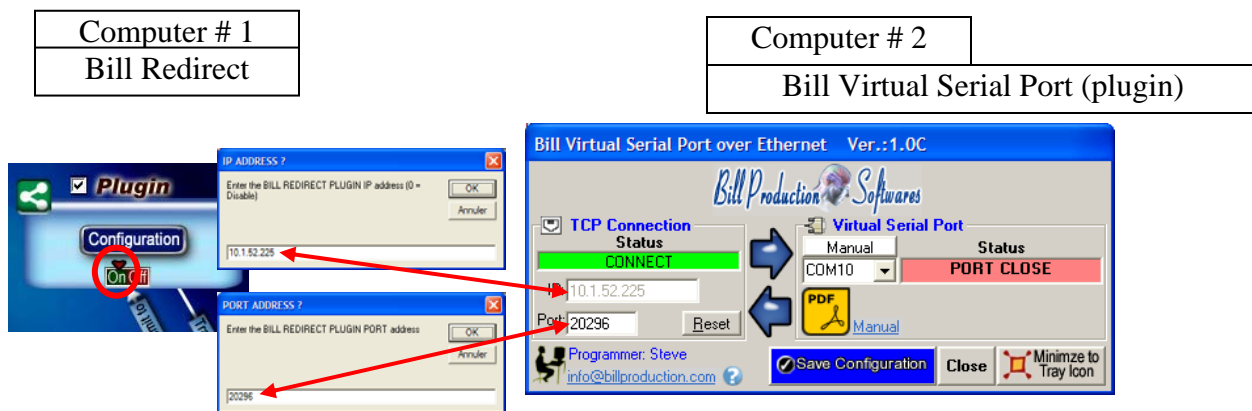 Computer # 1
Bill Redirect
Computer # 2
Bill Virtual Serial Port (plugin)
Plugin
Configuration
On Off
IP ADDRESS ?
Enter the BILL REDIRECT PLUGIN IP address (0 =
Disable)
OK
Annuler
10.1.52.225
PORT ADDRESS ?
Enter the BILL REDIRECT PLUGIN PORT address
OK
Annuler
20296
Bill Virtual Serial Port over Ethernet Ver.:1.0C
Bill Production Softwares
TCP Connection
Status
CONNECT
10.1.52.225
Port: 20296
Reset
Virtual Serial Port
Manual
Status
COM10
PORT CLOSE
PDF
Manual
Programmer: Steve
info@billproduction.com ?
Save Configuration
Close
Minimze to
Tray Icon